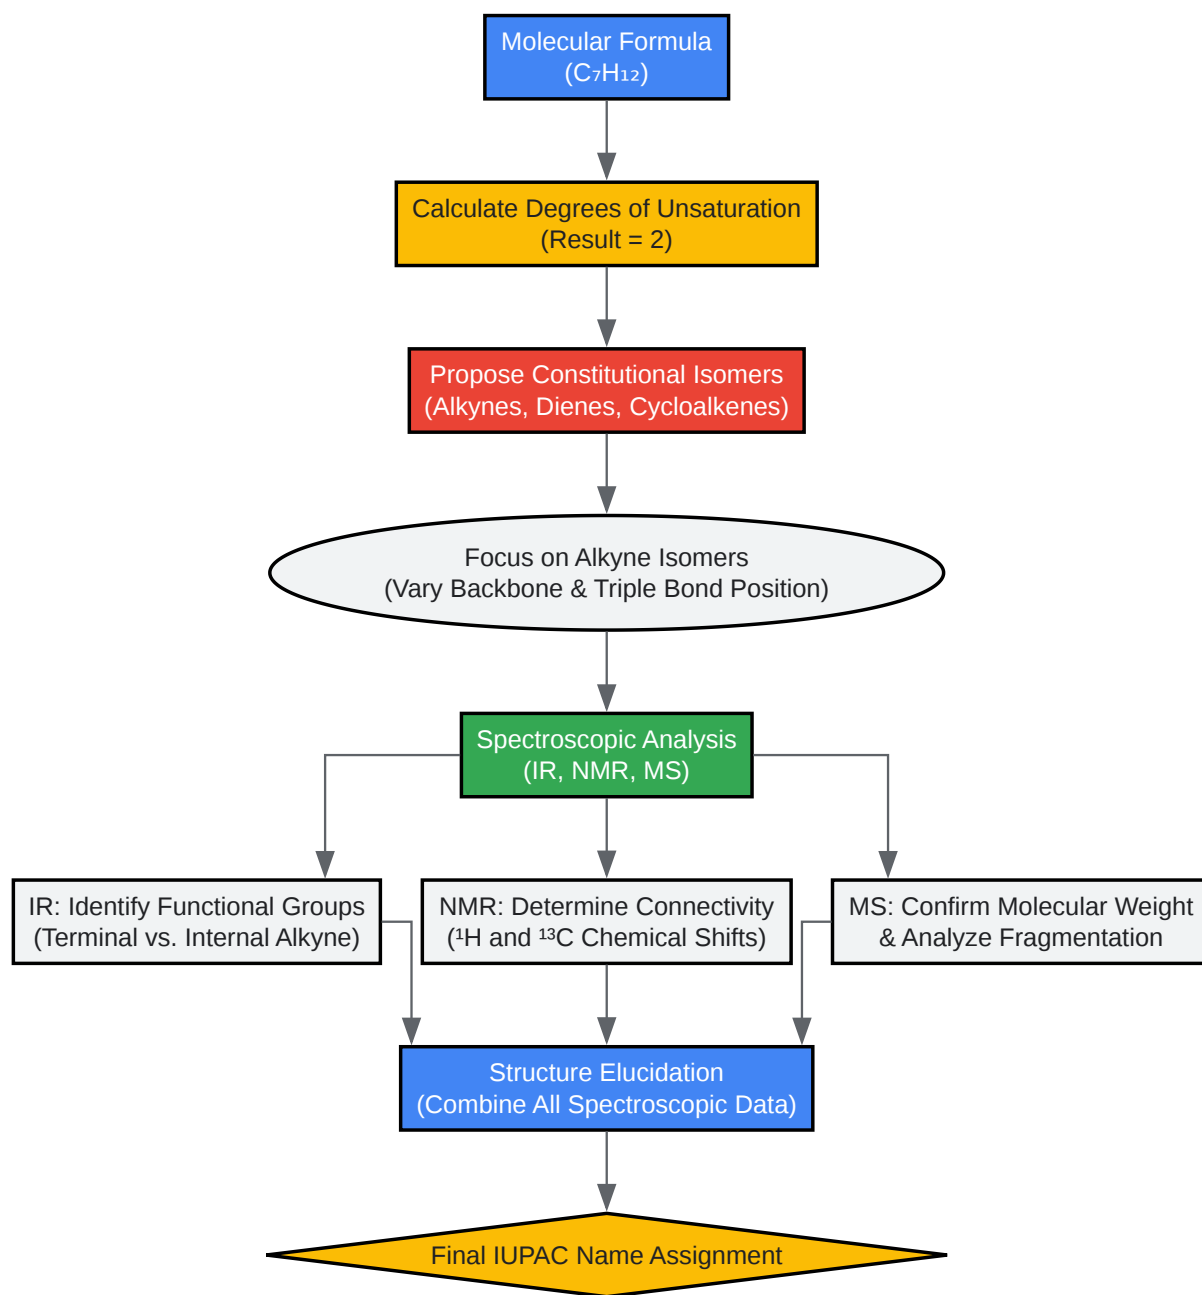 Molecular Formula
(C₇H₁₂)
Calculate Degrees of Unsaturation
(Result = 2)
Propose Constitutional Isomers
(Alkynes, Dienes, Cycloalkenes)
Focus on Alkyne Isomers
(Vary Backbone & Triple Bond Position)
Spectroscopic Analysis
(IR, NMR, MS)
IR: Identify Functional Groups
(Terminal vs. Internal Alkyne)
NMR: Determine Connectivity
(¹H and ¹³C Chemical Shifts)
MS: Confirm Molecular Weight
& Analyze Fragmentation
Structure Elucidation
(Combine All Spectroscopic Data)
Final IUPAC Name Assignment